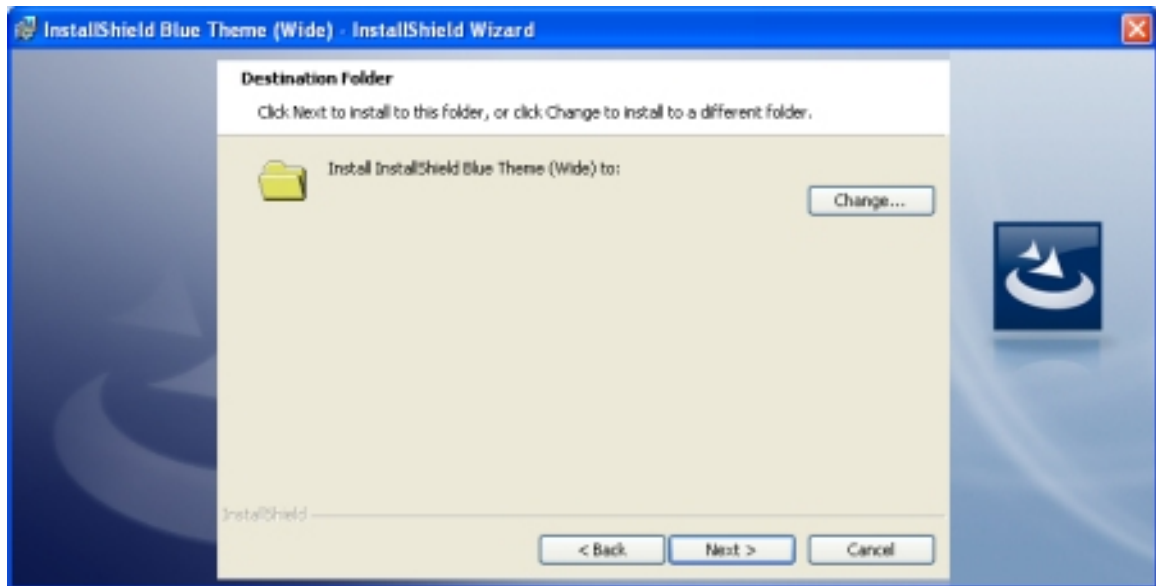 InstallShield Blue Theme (Wide) - InstallShield Wizard
Destination Folder
Click Next to install to this folder, or click Change to install to a different folder.
Install InstallShield Blue Theme (Wide) to:
Change...
InstallShield
< Back
Next >
Cancel